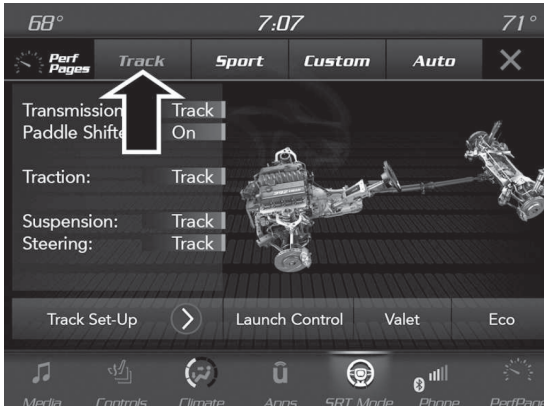 68° 7:07 71°
Perf Pages Track Sport Custom Auto
Transmission Track
Paddle Shifte On
Traction: Track
Suspension: Track
Steering: Track
Track Set-Up Launch Control Valet Eco
Media Controls Climate Apps SRT Mode Phone PerfPage